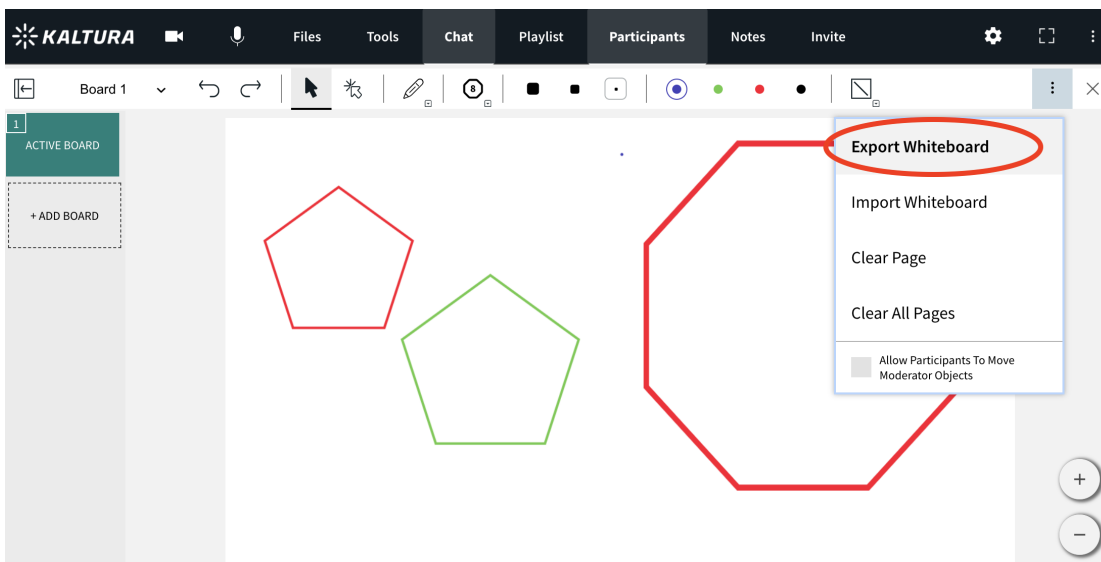 KALTURA Files Tools Chat Playlist Participants Notes Invite
Board 1 8
1
ACTIVE BOARD
+ ADD BOARD
Export Whiteboard
Import Whiteboard
Clear Page
Clear All Pages
Allow Participants To Move
Moderator Objects